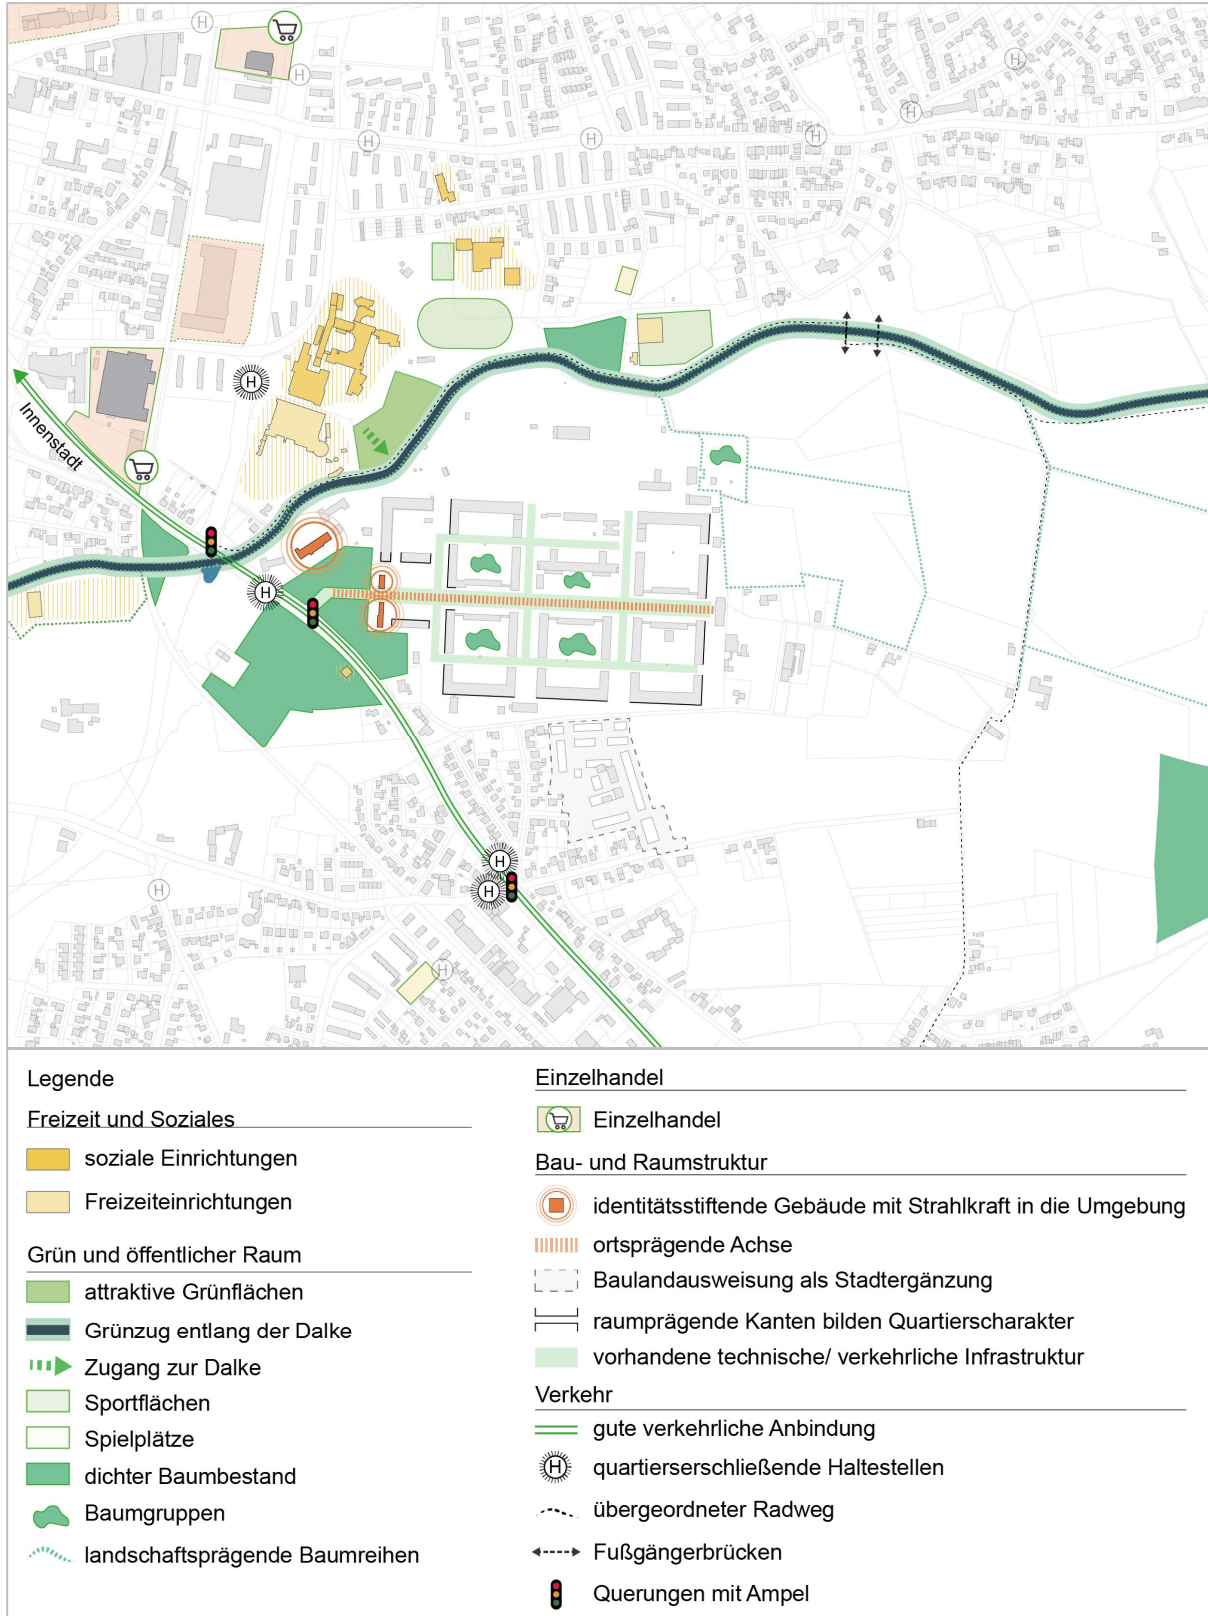 H
H
H
H
H
H
H
H
Innenstadt
H
H
H
H
H
H
Legende
Freizeit und Soziales
soziale Einrichtungen
Freizeiteinrichtungen
Grün und öffentlicher Raum
attraktive Grünflächen
Grünzug entlang der Dalke
Zugang zur Dalke
Sportflächen
Spielplätze
dichter Baumbestand
Baumgruppen
landschaftsprägende Baumreihen
Einzelhandel
Einzelhandel
Bau- und Raumstruktur
identitätsstiftende Gebäude mit Strahlkraft in die Umgebung
ortsprägende Achse
Baulandausweisung als Stadtergänzung
raumprägende Kanten bilden Quartierscharakter
vorhandene technische/ verkehrliche Infrastruktur
Verkehr
gute verkehrliche Anbindung
H quartierserschließende Haltestellen
übergeordneter Radweg
Fußgängerbrücken
Querungen mit Ampel